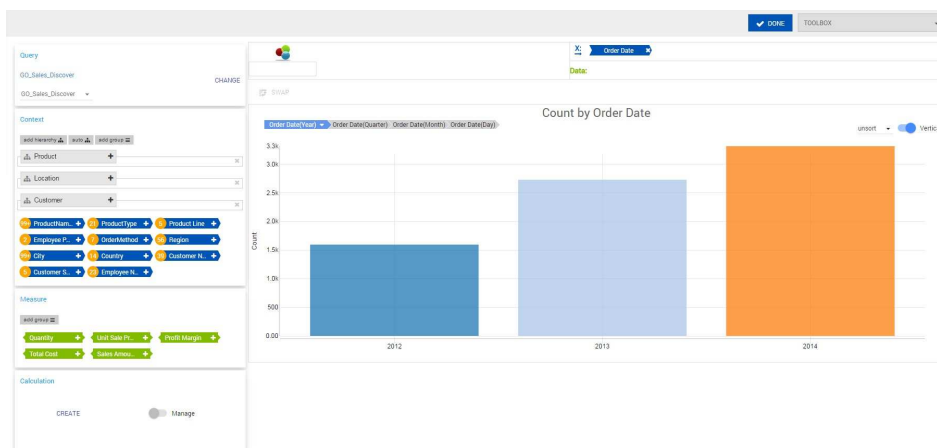 DONE
TOOLBOX
Query
GO_Sales_Discover
CHANGE
GO_Sales_Discover
Context
add hierarchy auto add group
Product
Location
Customer
ProductNam... ProductType Product Line
Employee P... OrderMethod Region
City Country Customer N...
Customer S... Employee N...
Measure
add group
Quantity Unit Sale Pr... Profit Margin
Total Cost Sales Amou...
Calculation
CREATE Manage
X: Order Date
Data:
SWAP
Count by Order Date
Order Date(Year) Order Date(Quarter) Order Date(Month) Order Date(Day)
unsort Vertic
3.3k
3.0k
2.5k
2.0k
1.5k
1.0k
500
0.00
Count
2012 2013 2014